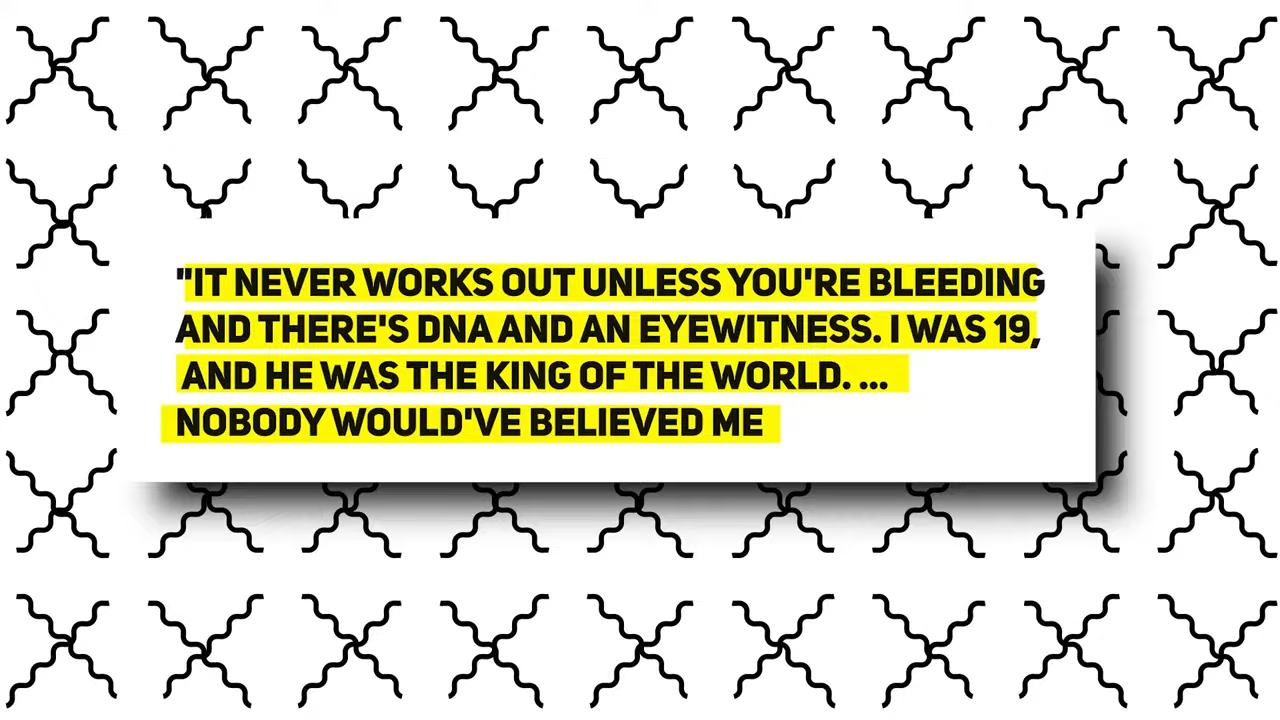 "IT NEVER WORKS OUT UNLESS YOU'RE BLEEDING
AND THERE'S DNA AND AN EYEWITNESS. I WAS 19,
AND HE WAS THE KING OF THE WORLD. ...
NOBODY WOULD'VE BELIEVED ME